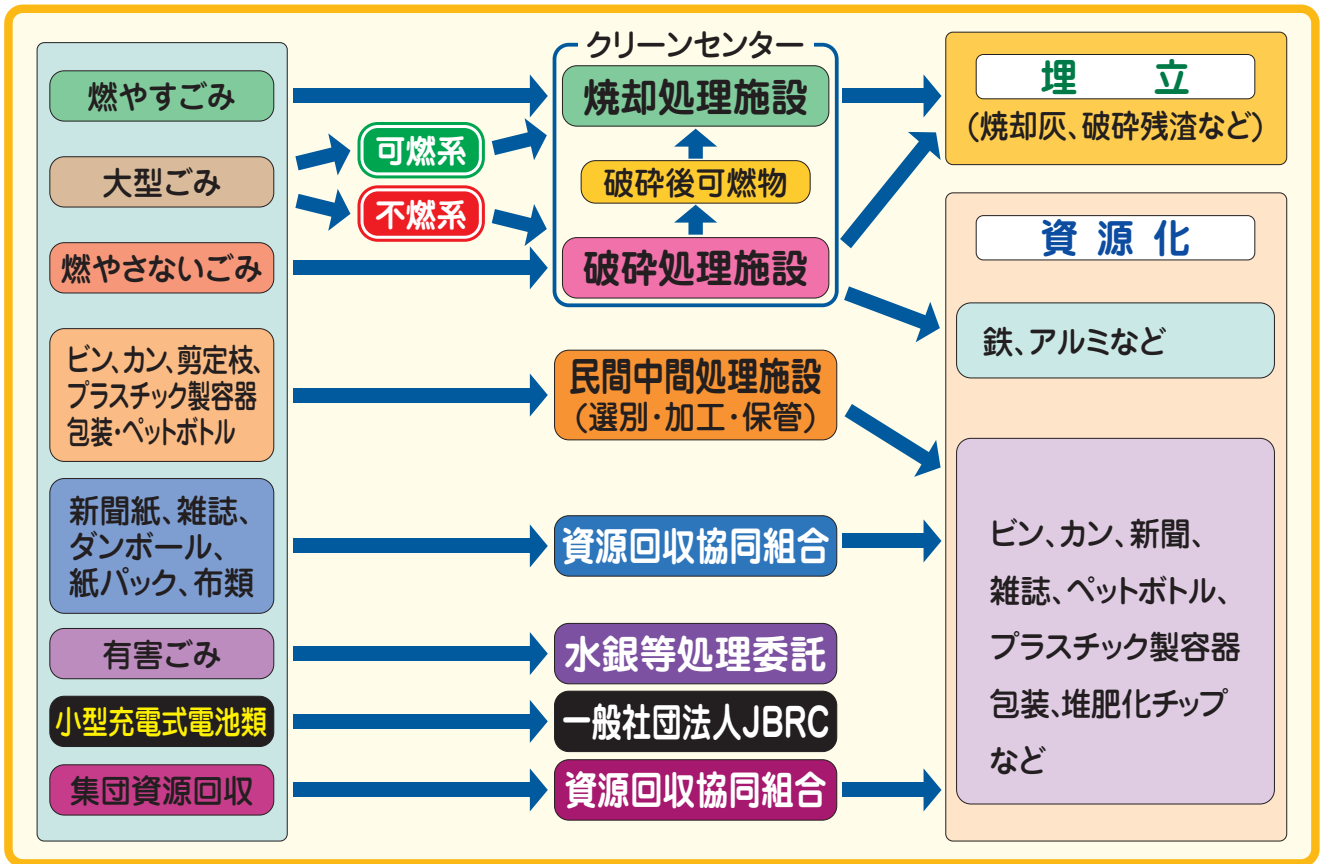 燃やすごみ
大型ごみ
燃やさないごみ
ビン、カン、剪定枝、
プラスチック製容器
包装・ペットボトル
新聞紙、雑誌、
ダンボール、
紙パック、布類
有害ごみ
小型充電式電池類
集団資源回収
可燃系
不燃系
クリーンセンター
焼却処理施設
破砕後可燃物
破砕処理施設
民間中間処理施設
(選別・加工・保管)
資源回収協同組合
水銀等処理委託
一般社団法人JBRC
資源回収協同組合
埋 立
(焼却灰、破砕残渣など)
資源化
鉄、アルミなど
ビン、カン、新聞、
雑誌、ペットボトル、
プラスチック製容器
包装、堆肥化チップ
など